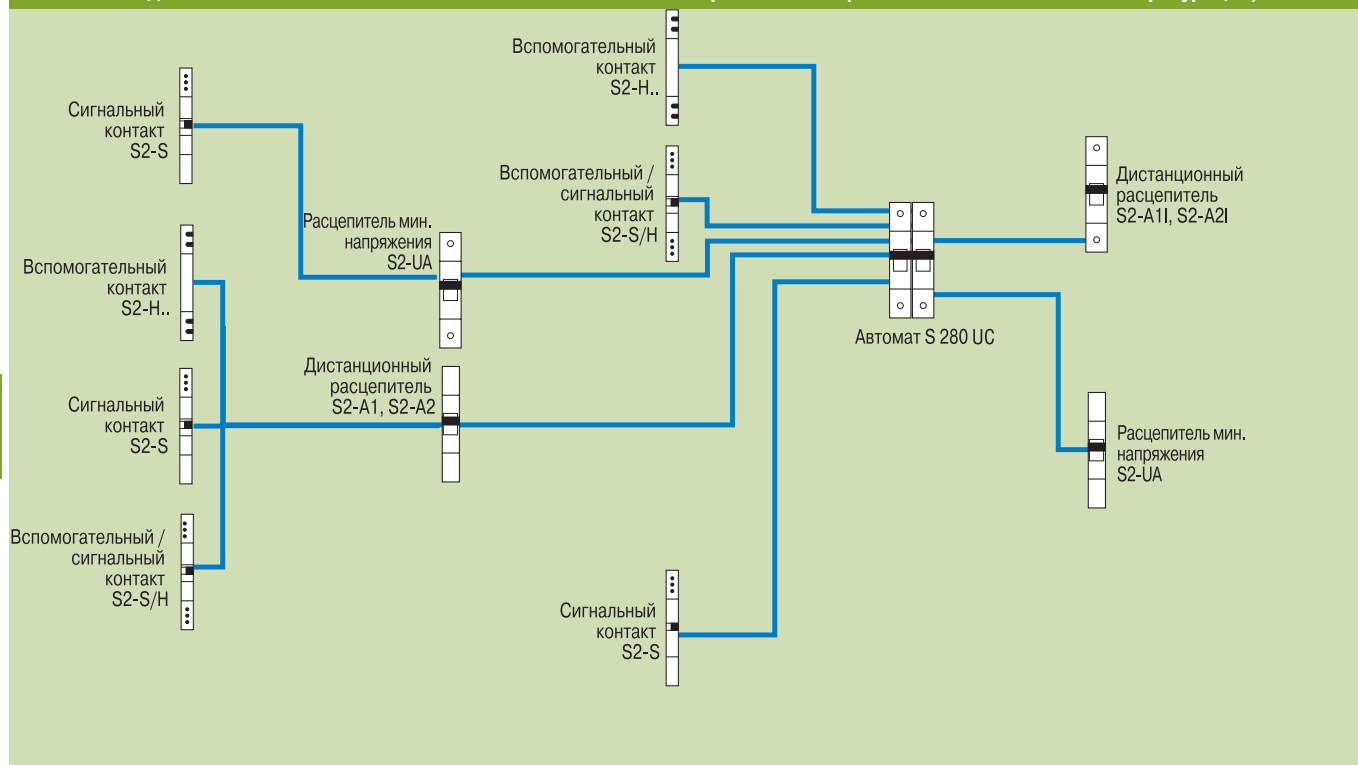 Вспомогательный
контакт
S2-H..
Сигнальный
контакт
S2-S
Вспомогательный /
сигнальный
контакт
S2-S/H
Дистанционный
расцепитель
S2-A1I, S2-A2I
Расцепитель мин.
напряжения
S2-UA
Вспомогательный
контакт
S2-H..
Автомат S 280 UC
Дистанционный
расцепитель
S2-A1, S2-A2
Сигнальный
контакт
S2-S
Расцепитель мин.
напряжения
S2-UA
Вспомогательный /
сигнальный
контакт
S2-S/H
Сигнальный
контакт
S2-S